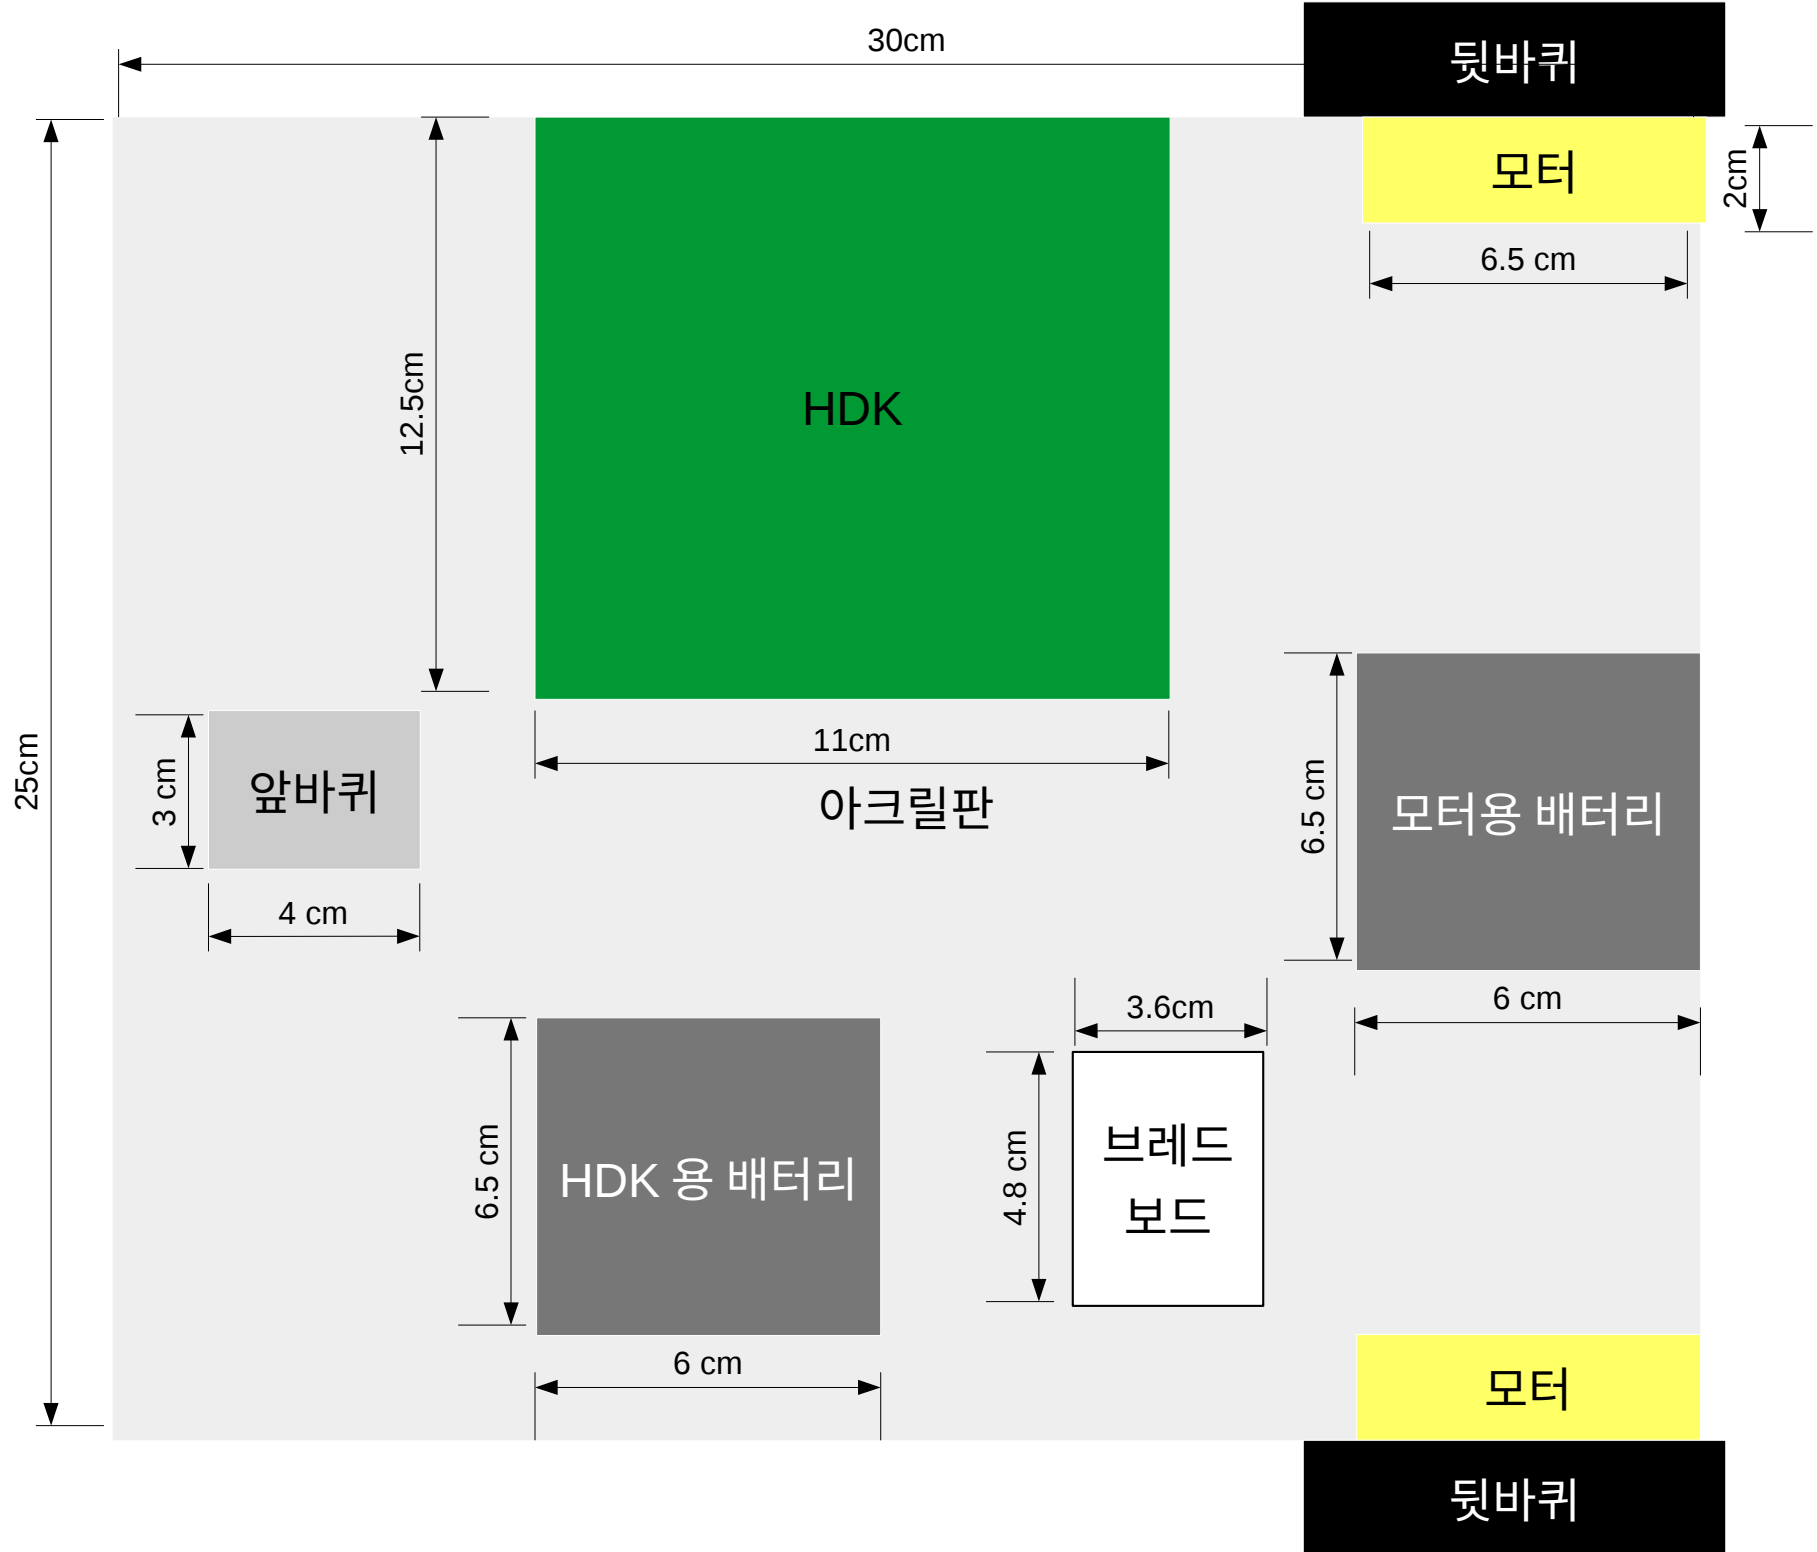 30cm
뒷바퀴
모터
2cm
6.5 cm
12.5cm
HDK
25cm
3 cm
앞바퀴
4 cm
11cm
아크릴판
6.5 cm
모터용 배터리
6 cm
3.6cm
6.5 cm
HDK 용 배터리
6 cm
4.8 cm
브레드
보드
모터
뒷바퀴